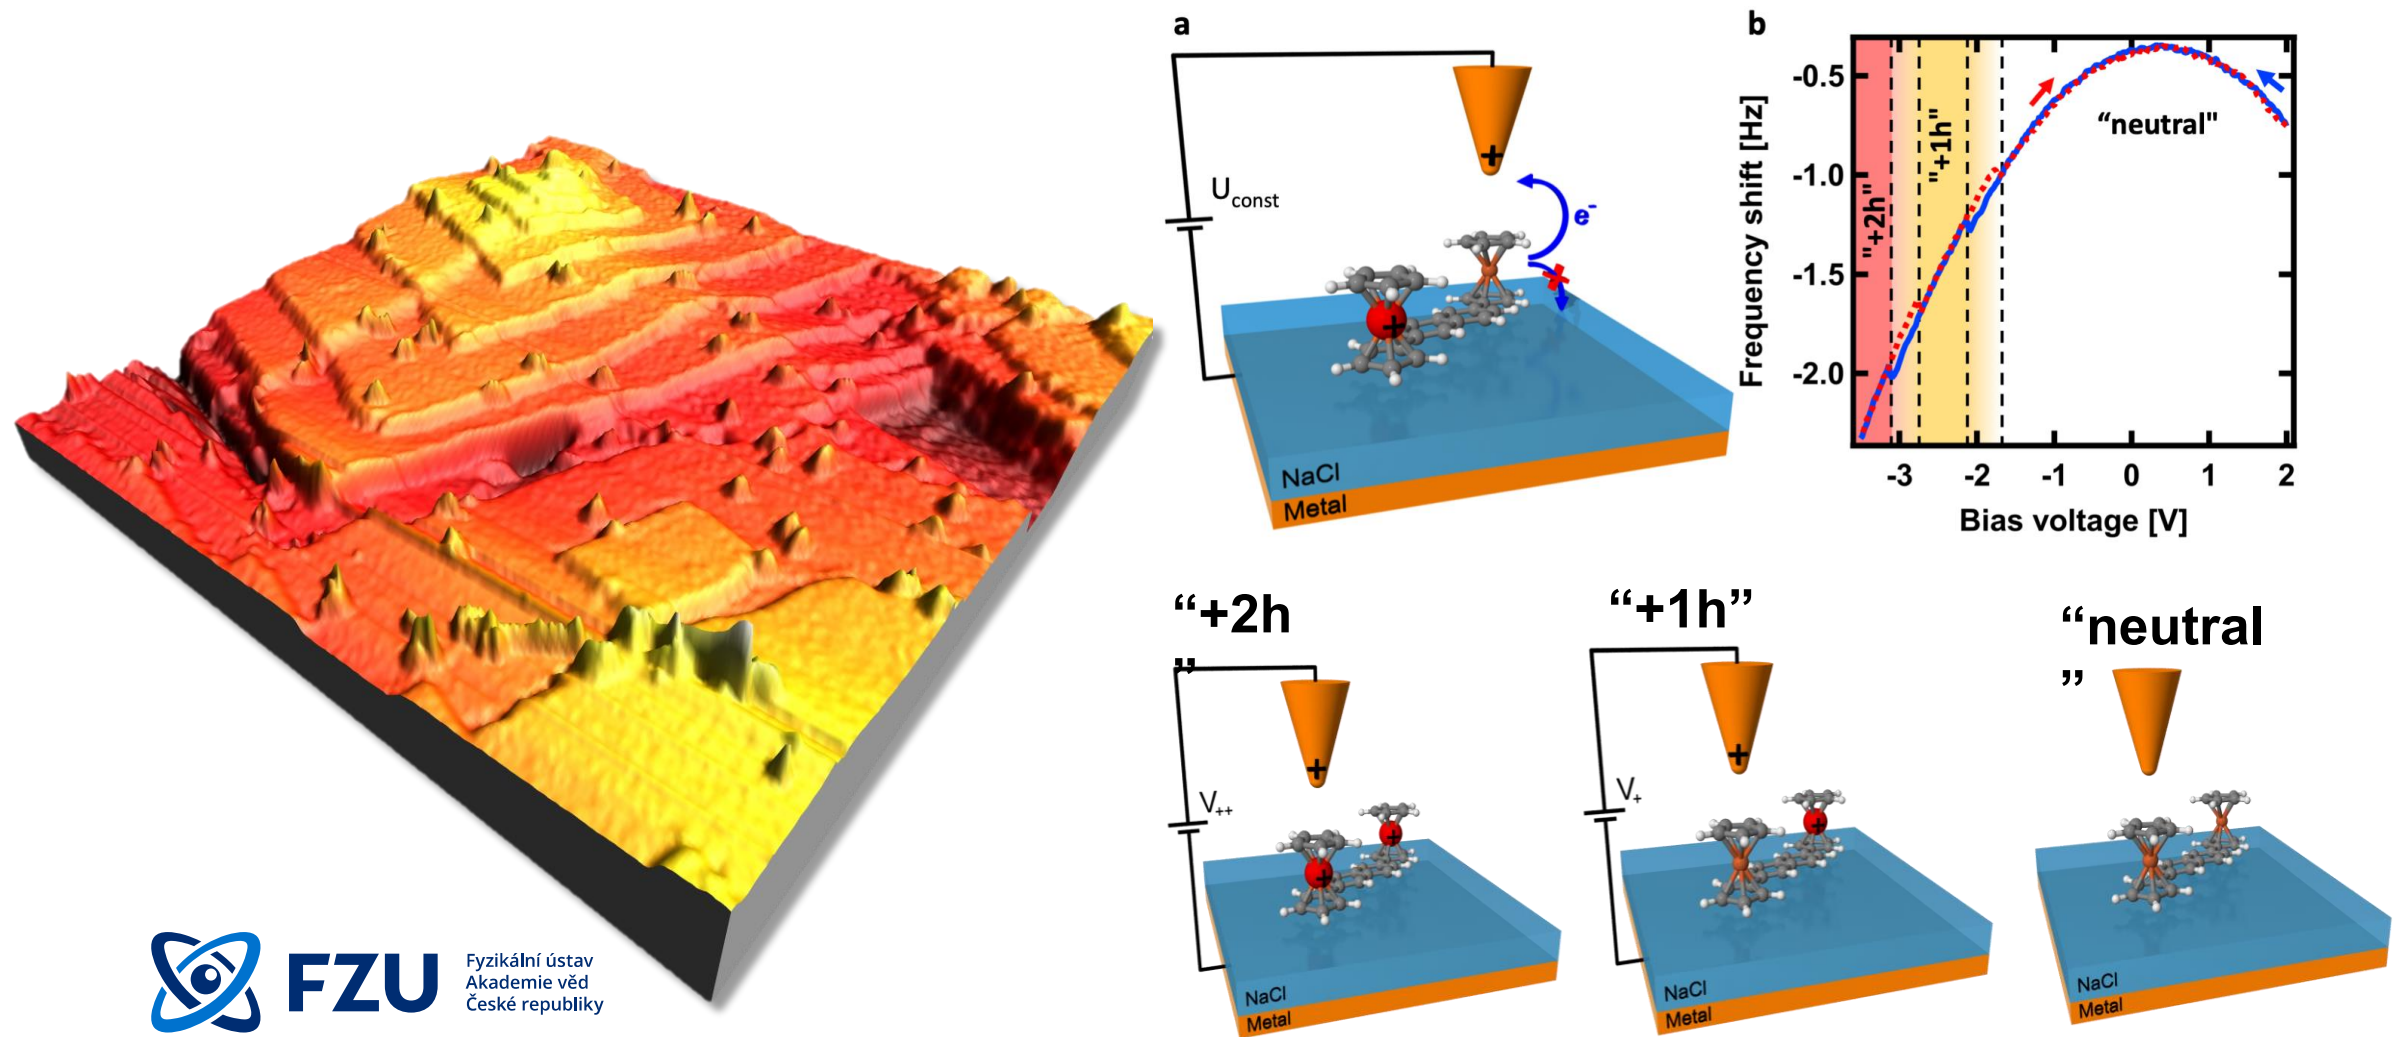 a
U const
+
e-
+
NaCl
Metal
b
Frequency shift [Hz]
-0.5
-1.0
-1.5
-2.0
"+2h"
"+1h"
“neutral"
-3 -2 -1 0 1 2
Bias voltage [V]
“+2h
”
V++
+
+
+
NaCl
Metal
“+1h”
V+
+
+
NaCl
Metal
“neutral
”
NaCl
Metal
FZU
Fyzikální ústav
Akademie věd
České republiky